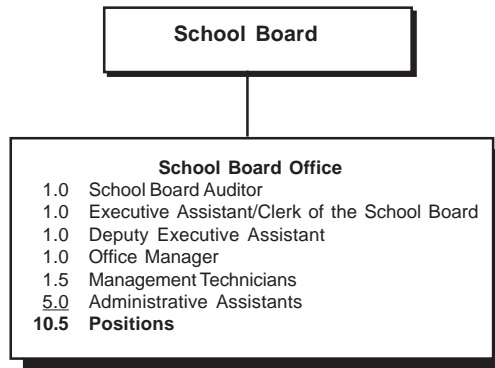 School Board
School Board Office
1.0 School Board Auditor
1.0 Executive Assistant/Clerk of the School Board
1.0 Deputy Executive Assistant
1.0 Office Manager
1.5 Management Technicians
5.0 Administrative Assistants
10.5 Positions